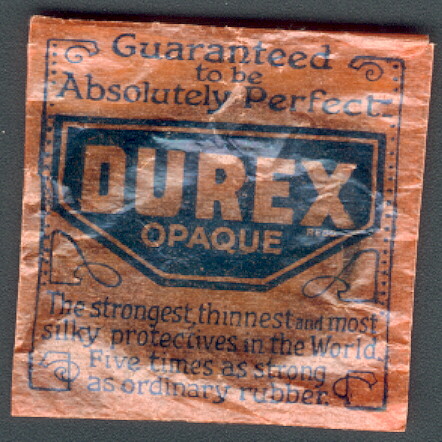 Guaranteed
to be
Absolutely Perfect
DUREX
OPAQUE
REGD
The strongest, thinnest and most
silky protectives in the World.
Five times as strong
as ordinary rubber.